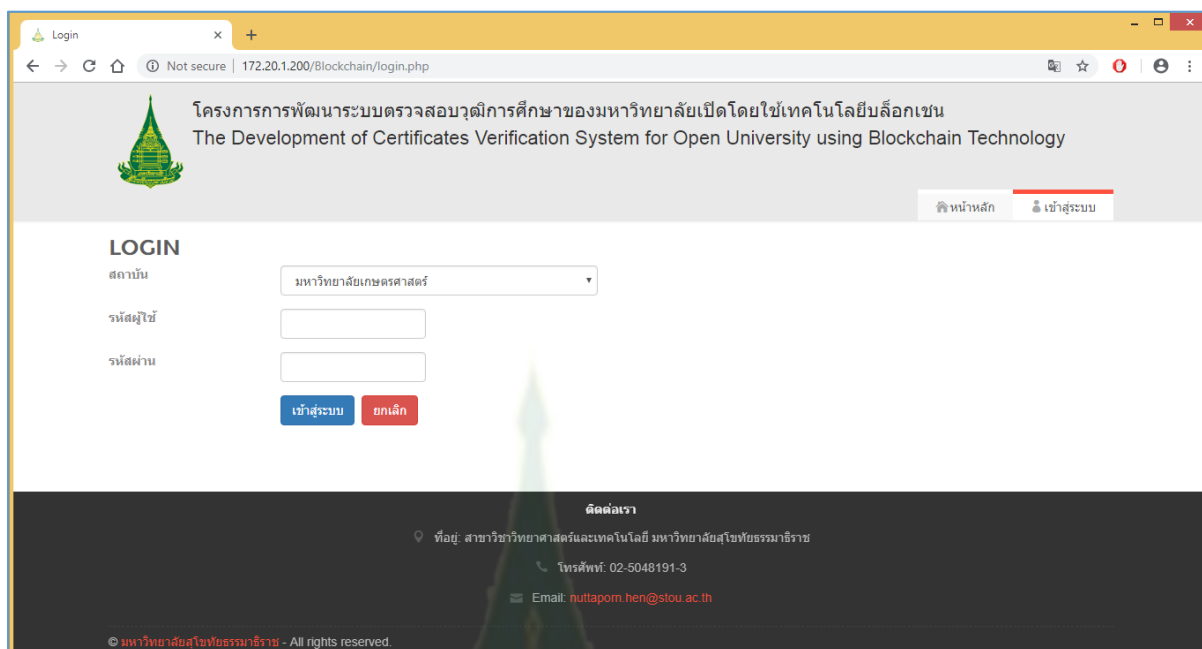 Login
Not secure | 172.20.1.200/Blockchain/login.php
โครงการการพัฒนาระบบตรวจสอบวุฒิการศึกษาของมหาวิทยาลัยเปิดโดยใช้เทคโนโลยีบล็อกเชน
The Development of Certificates Verification System for Open University using Blockchain Technology
หน้าหลัก เข้าสู่ระบบ
LOGIN
สถาบัน มหาวิทยาลัยเกษตรศาสตร์
รหัสผู้ใช้
รหัสผ่าน
เข้าสู่ระบบ ยกเลิก
ติดต่อเรา
ที่อยู่: สาขาวิชาวิทยาศาสตร์และเทคโนโลยี มหาวิทยาลัยสุโขทัยธรรมาธิราช
โทรศัพท์: 02-5048191-3
Email: nuttaporn.hen@stou.ac.th
© มหาวิทยาลัยสุโขทัยธรรมาธิราช - All rights reserved.